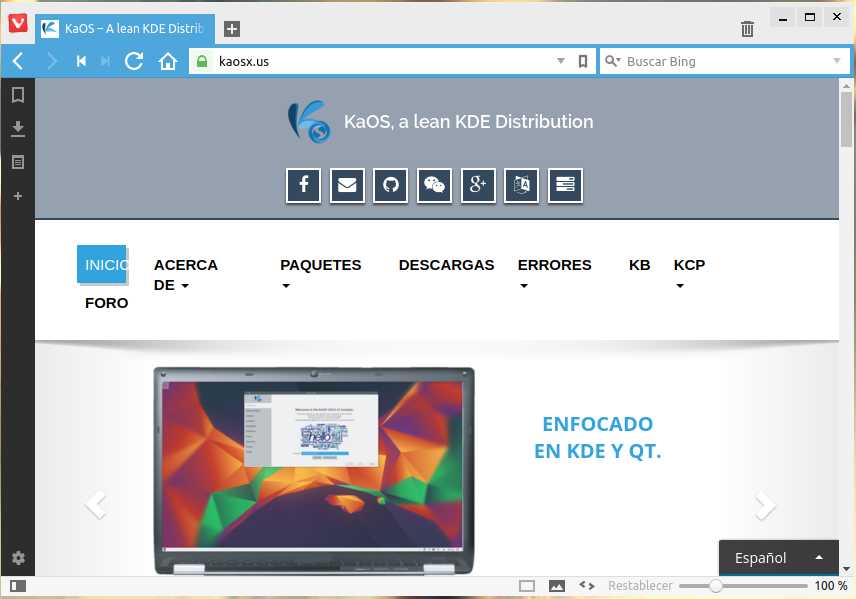 KaOS – A lean KDE Distrib
kaosx.us
Buscar Bing
KaOS, a lean KDE Distribution
INICIO
ACERCA DE
PAQUETES
DESCARGAS
ERRORES
KB
KCP
FORO
hello
ENFOCADO
EN KDE Y QT.
Español
Restablecer
100 %